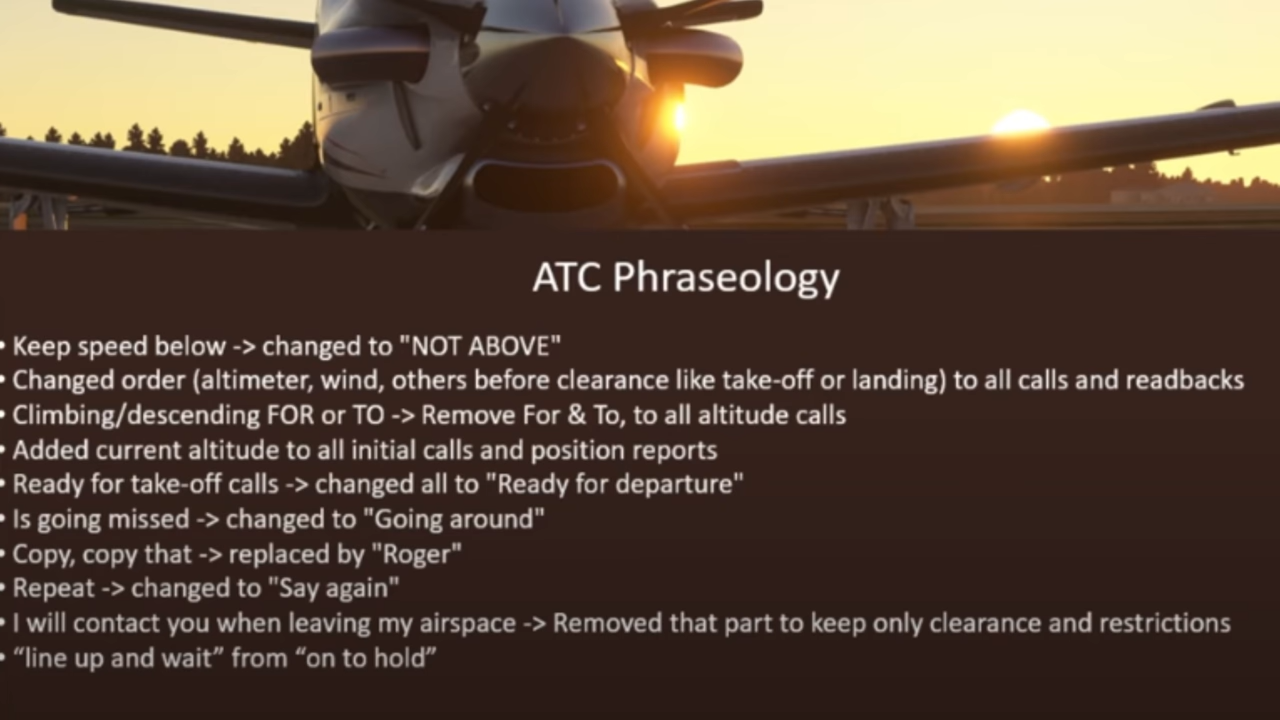 ATC Phraseology
• Keep speed below -> changed to "NOT ABOVE"
• Changed order (altimeter, wind, others before clearance like take-off or landing) to all calls and readbacks
• Climbing/descending FOR or TO -> Remove For & To, to all altitude calls
• Added current altitude to all initial calls and position reports
• Ready for take-off calls -> changed all to "Ready for departure"
• Is going missed -> changed to "Going around"
• Copy, copy that -> replaced by "Roger"
• Repeat -> changed to "Say again"
• I will contact you when leaving my airspace -> Removed that part to keep only clearance and restrictions
• “line up and wait” from “on to hold”